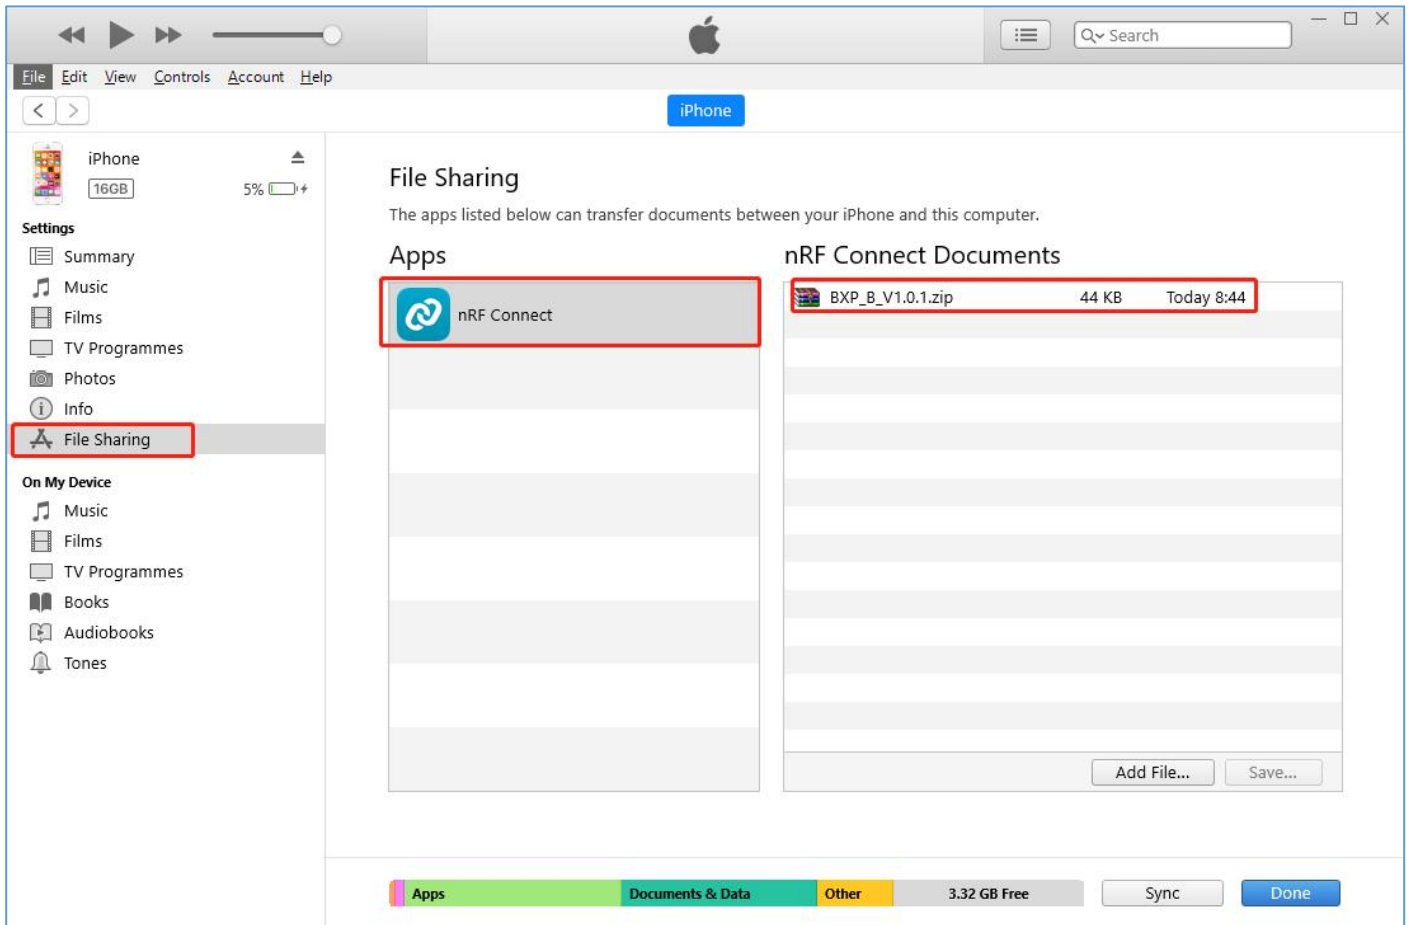 Search
File Edit View Controls Account Help
iPhone
iPhone
16GB 5%
Settings
Summary
Music
Films
TV Programmes
Photos
Info
File Sharing
On My Device
Music
Films
TV Programmes
Books
Audiobooks
Tones
File Sharing
The apps listed below can transfer documents between your iPhone and this computer.
Apps
nRF Connect
nRF Connect Documents
BXP_B_V1.0.1.zip 44 KB Today 8:44
Add File... Save...
Apps Documents & Data Other 3.32 GB Free Sync Done